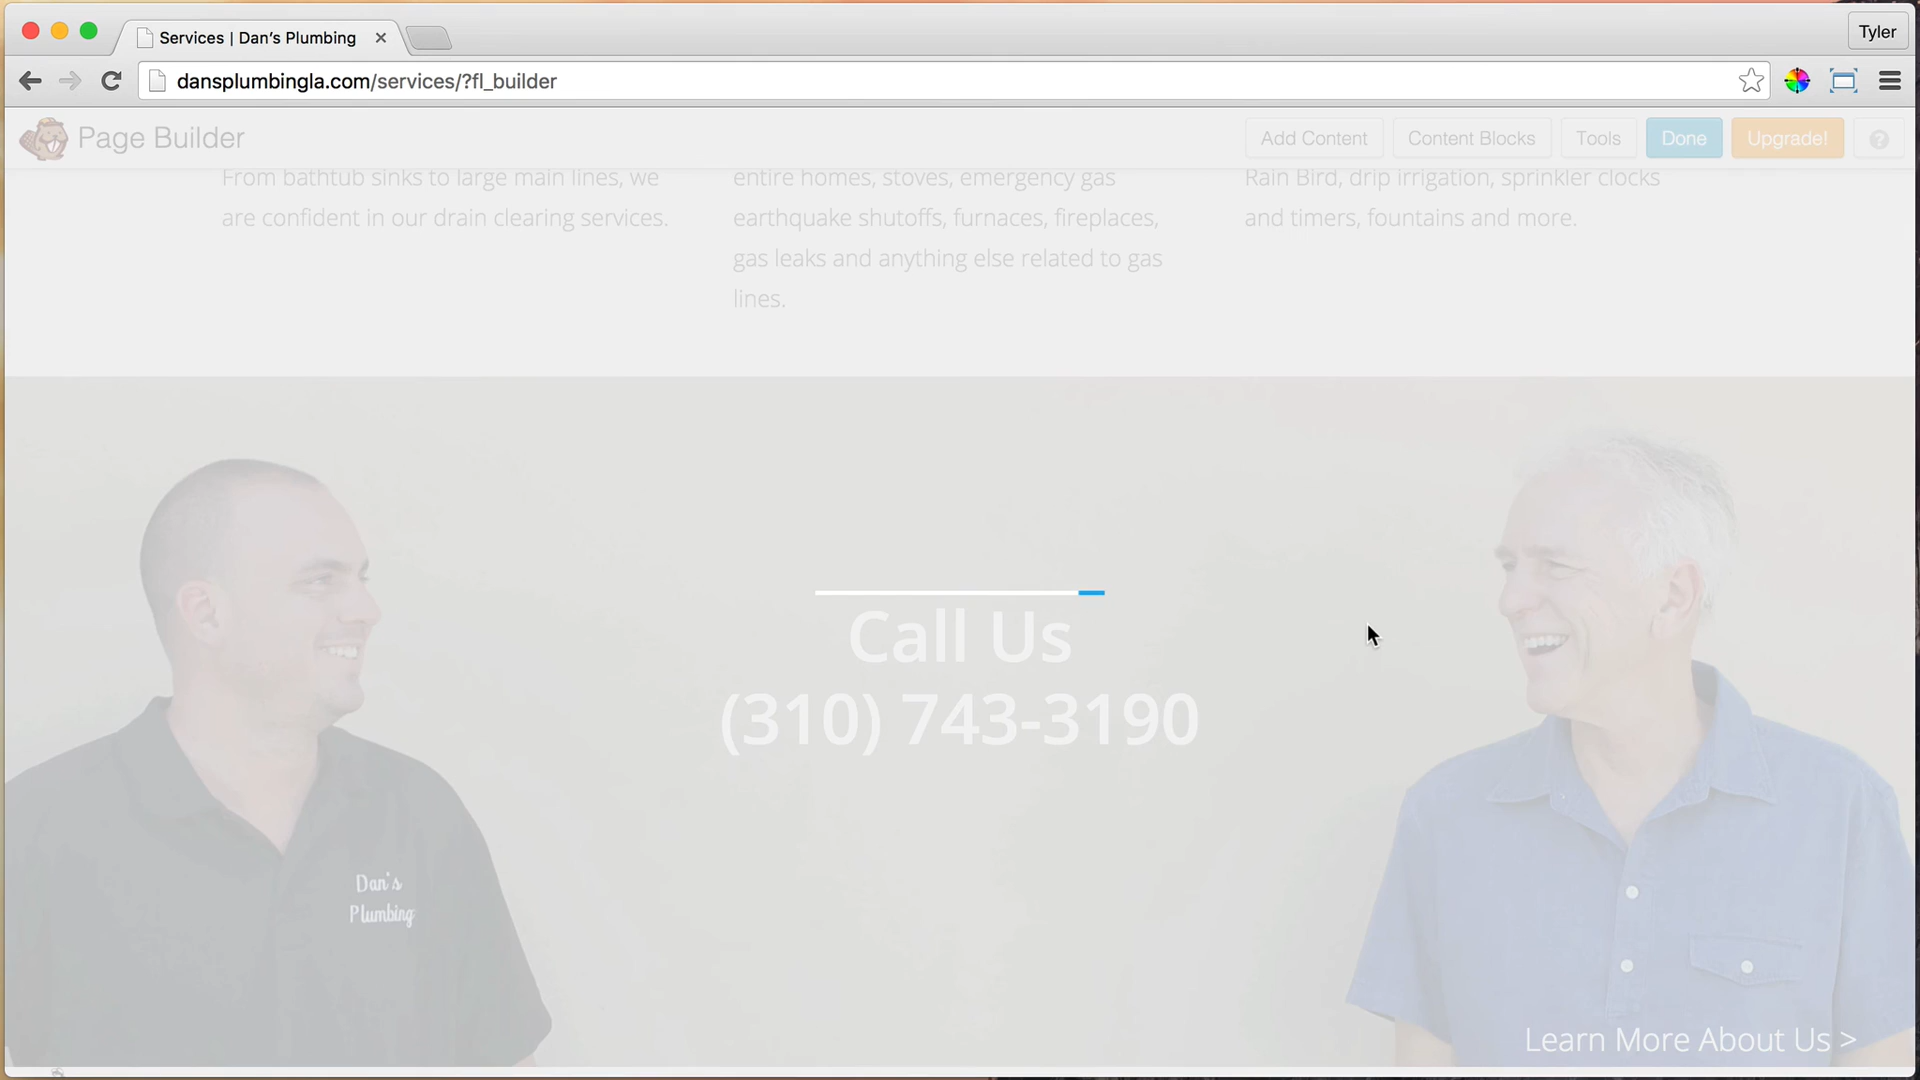 Services | Dan's Plumbing
Tyler
dansplumbingla.com/services/?fl_builder
Page Builder
Add Content
Content Blocks
Tools
Done
Upgrade!
?
From bathtub sinks to large main lines, we
are confident in our drain clearing services.
entire homes, stoves, emergency gas
earthquake shutoffs, furnaces, fireplaces,
gas leaks and anything else related to gas
lines.
Rain Bird, drip irrigation, sprinkler clocks
and timers, fountains and more.
Call Us
(310) 743-3190
Dan's
Plumbing
Learn More About Us >